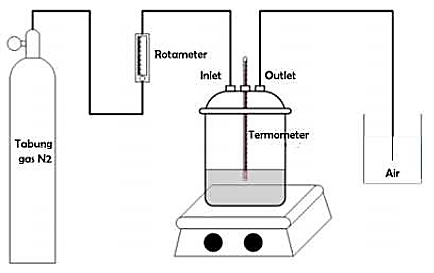 Rotameter
Inlet
Outlet
Termometer
Tabung
gas N2
Air